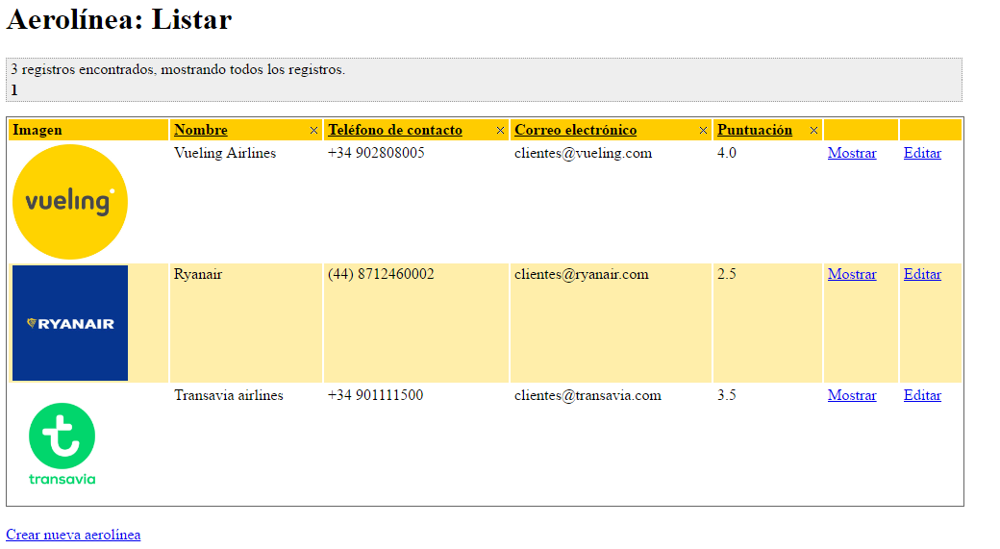 Aerolínea: Listar
3 registros encontrados, mostrando todos los registros.
1
Imagen Nombre Teléfono de contacto Correo electrónico Puntuación
vueling Vueling Airlines +34 902808005 clientes@vueling.com 4.0 Mostrar Editar
RYANAIR Ryanair (44) 8712460002 clientes@ryanair.com 2.5 Mostrar Editar
t transavia Transavia airlines +34 901111500 clientes@transavia.com 3.5 Mostrar Editar
Crear nueva aerolínea